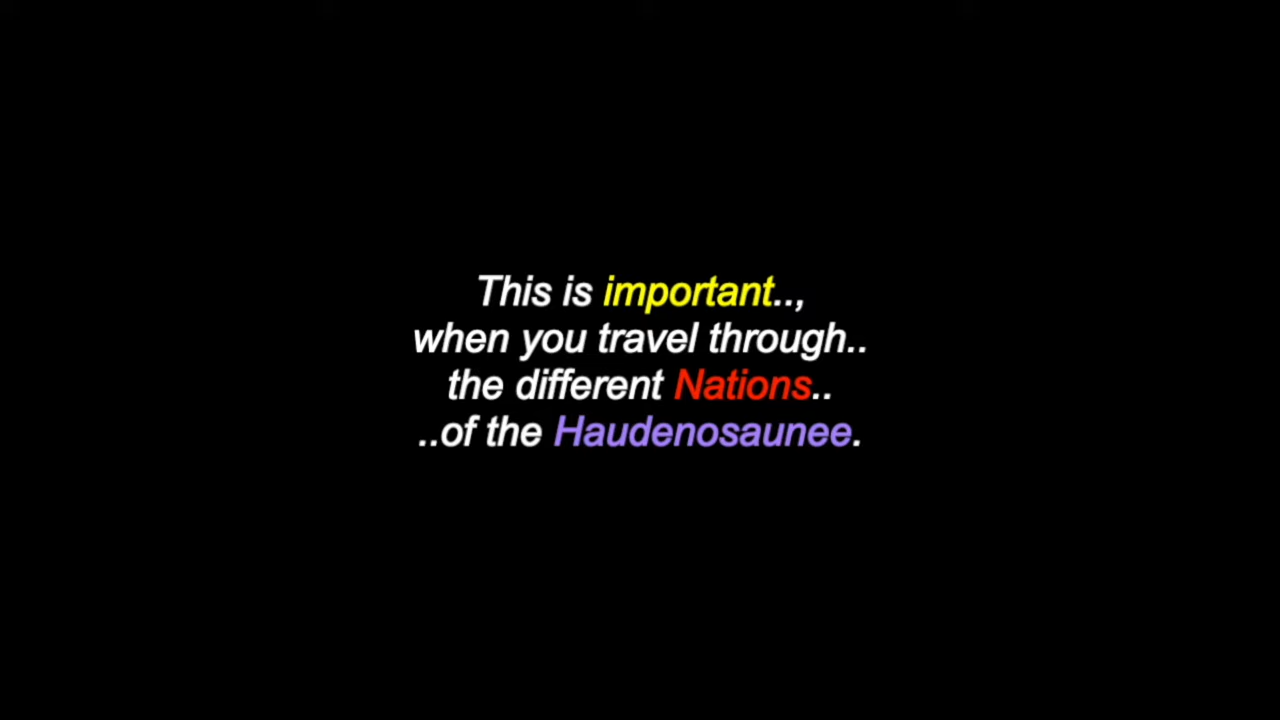 This is important..,
when you travel through..
the different Nations..
..of the Haudenosaunee.